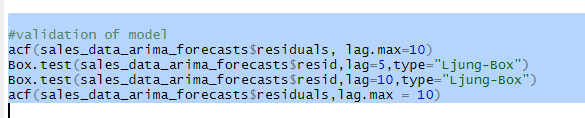 #validation of model
acf(sales_data_arima_forecasts$residuals, lag.max=10)
Box.test(sales_data_arima_forecasts$resid,lag=5,type="Ljung-Box")
Box.test(sales_data_arima_forecasts$resid,lag=10,type="Ljung-Box")
acf(sales_data_arima_forecasts$residuals,lag.max = 10)